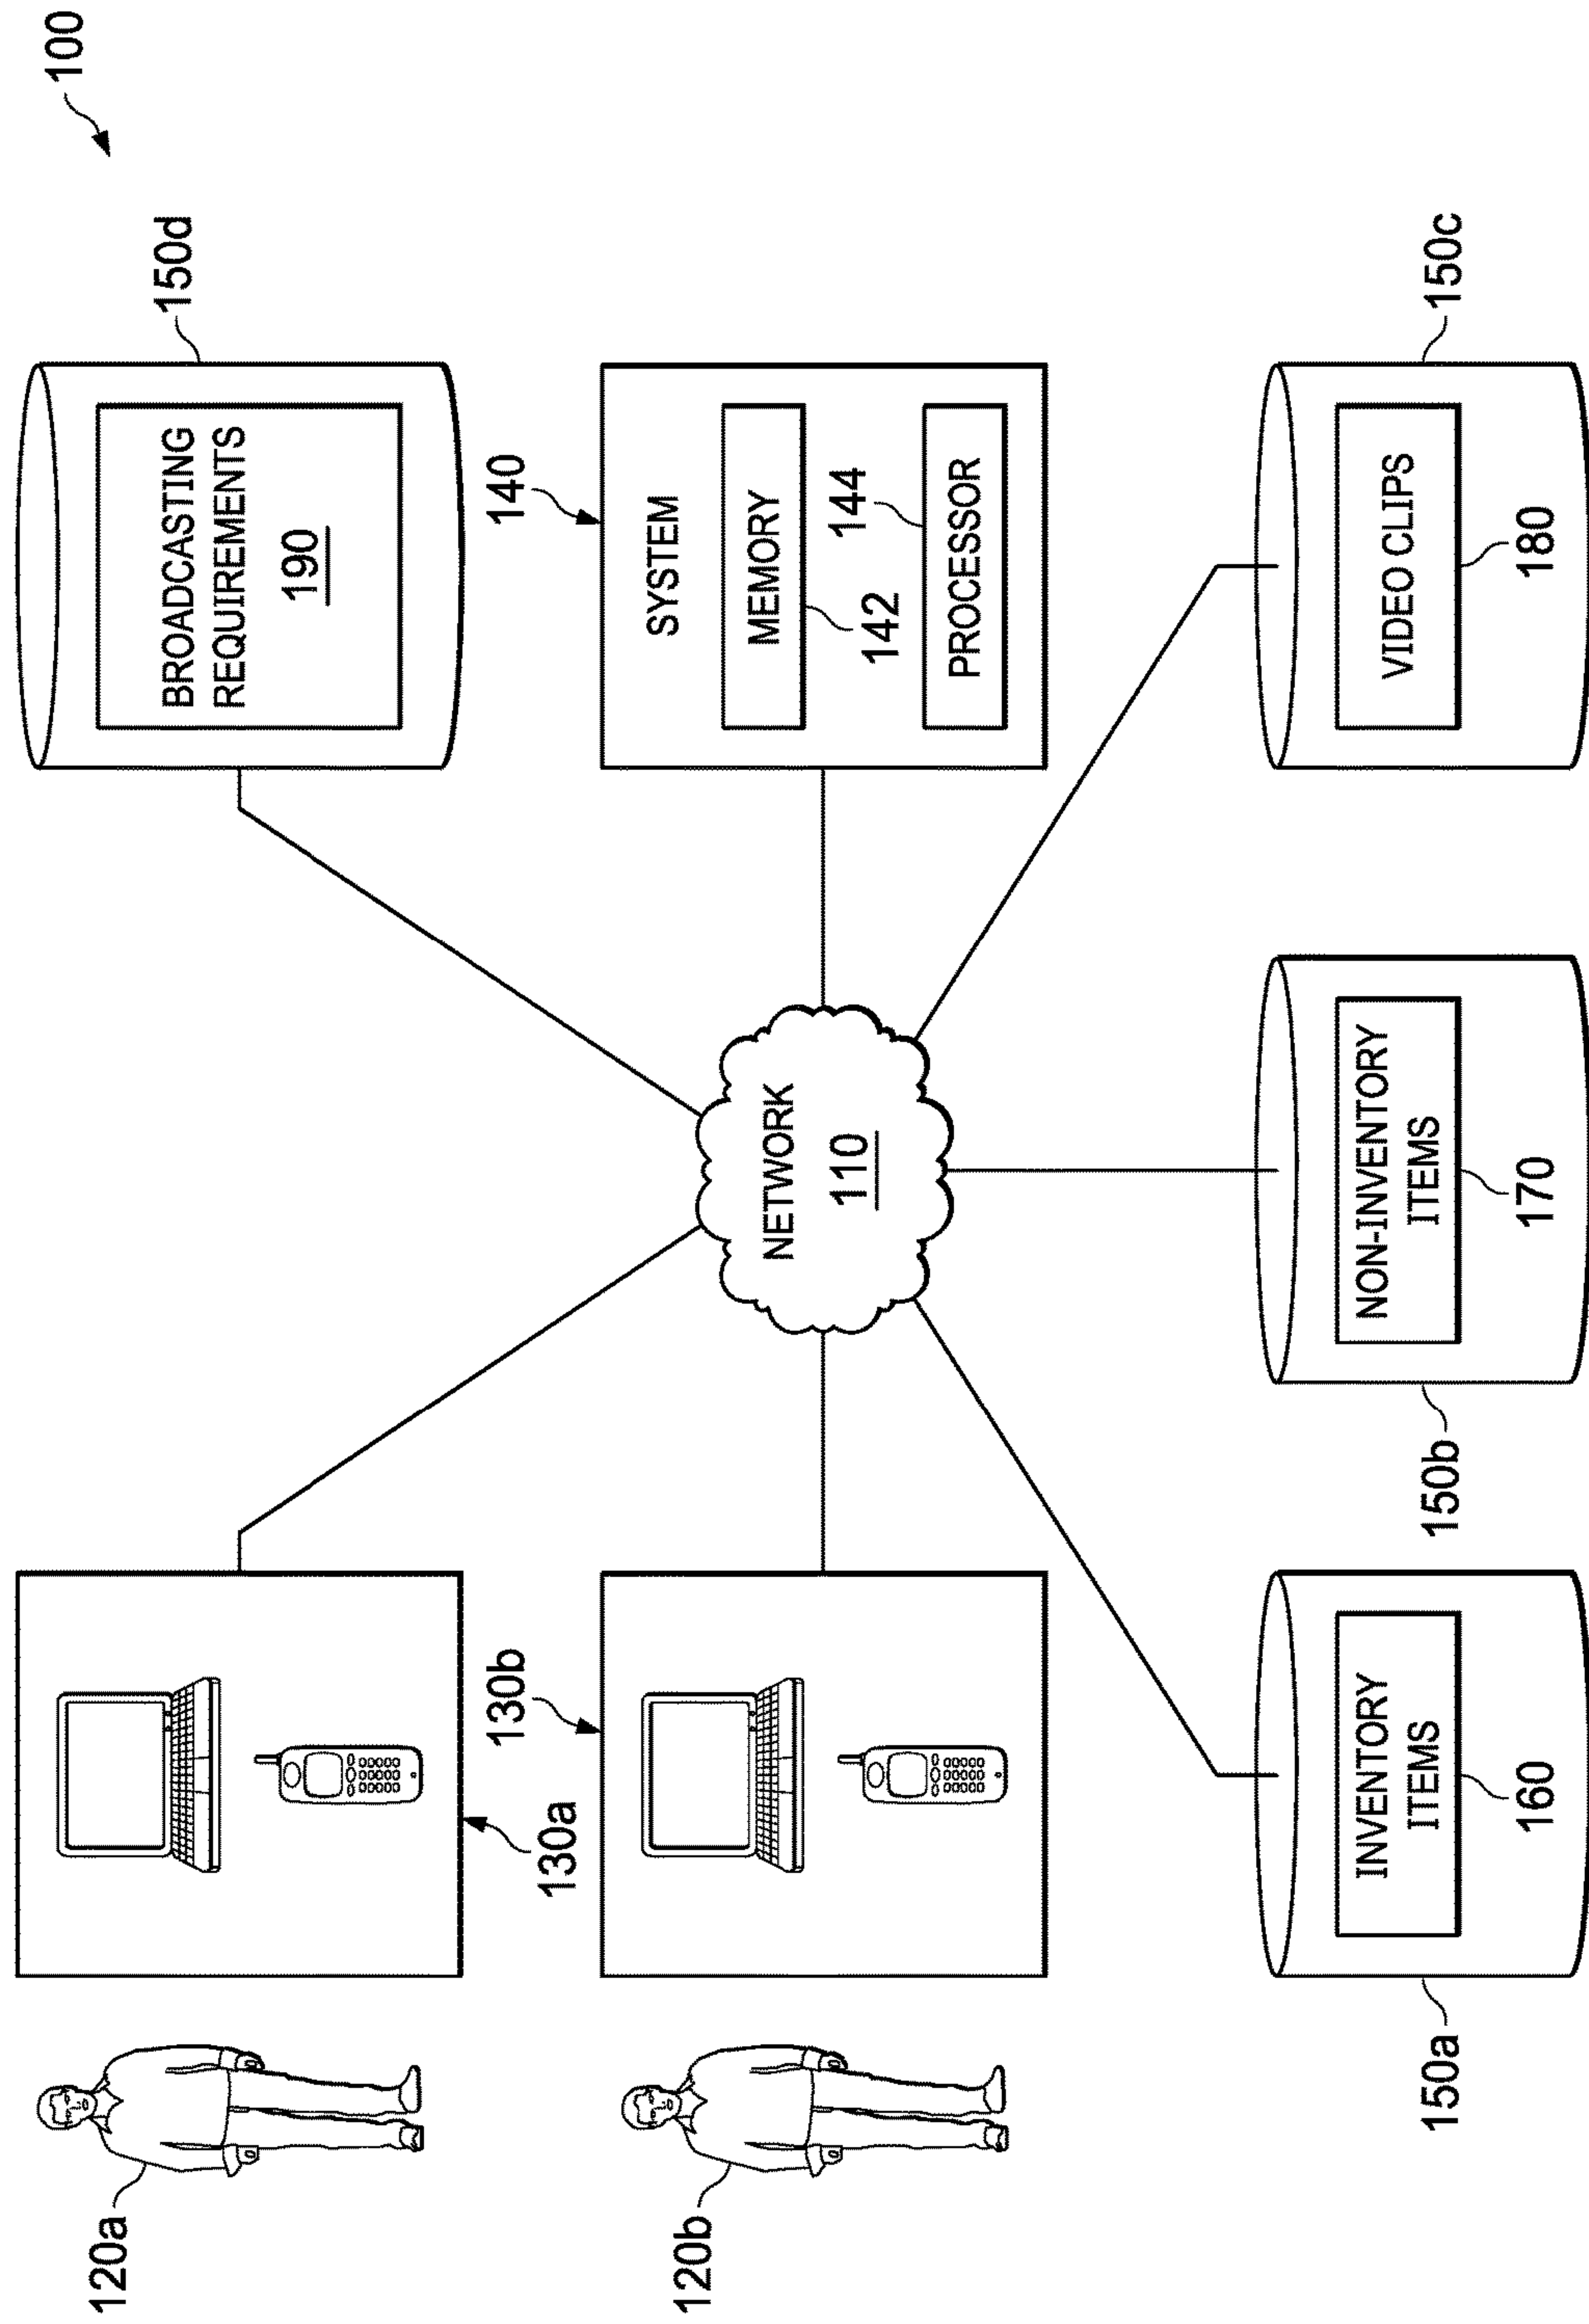 100
120a
130a
150d
BROADCASTING
REQUIREMENTS
190
120b
130b
140
SYSTEM
MEMORY
142
144
PROCESSOR
NETWORK
110
150a
INVENTORY
ITEMS
160
150b
NON-INVENTORY
ITEMS
170
150c
VIDEO CLIPS
180